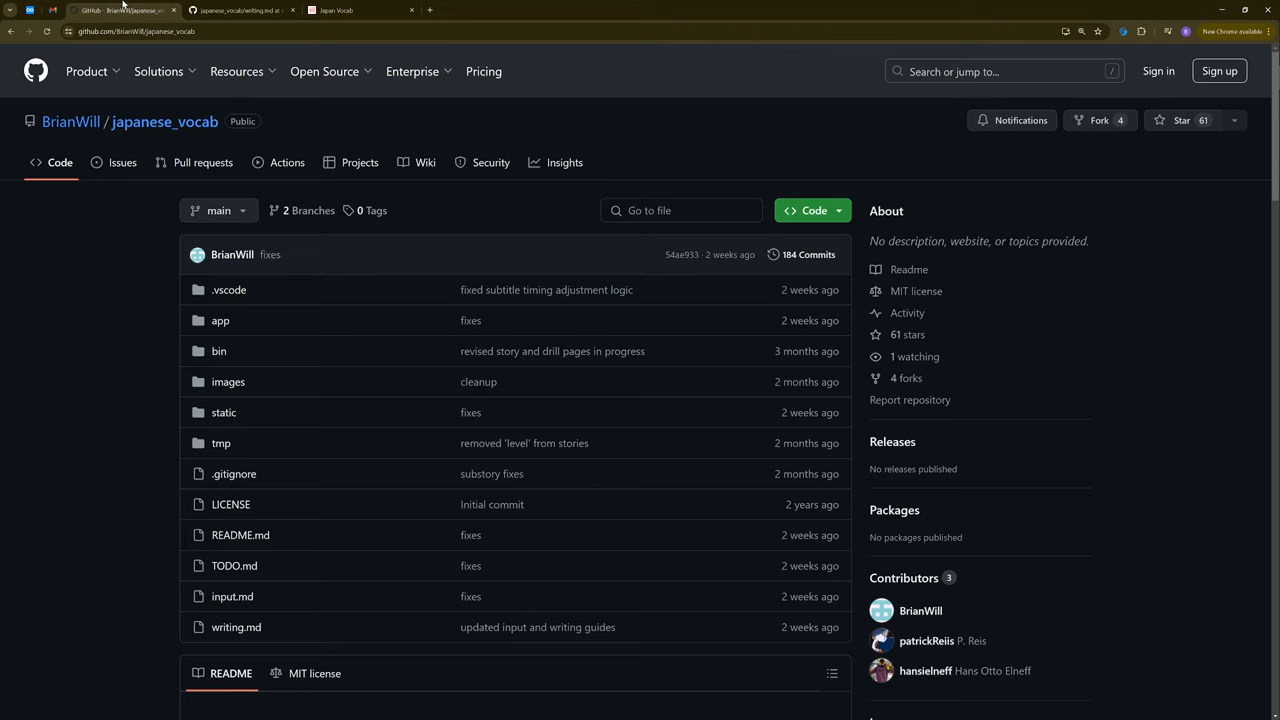 GitHub - BrianWill/japanese_vo
japanese_vocab/writing.md at
Japan Vocab
github.com/BrianWill/japanese_vocab
New Chrome available
Product
Solutions
Resources
Open Source
Enterprise
Pricing
Search or jump to...
/
Sign in
Sign up
BrianWill / japanese_vocab
Public
Notifications
Fork 4
Star 61
Code
Issues
Pull requests
Actions
Projects
Wiki
Security
Insights
main
2 Branches
0 Tags
Go to file
Code
About
No description, website, or topics provided.
BrianWill fixes
54ae933 · 2 weeks ago
184 Commits
.vscode fixed subtitle timing adjustment logic 2 weeks ago
app fixes 2 weeks ago
bin revised story and drill pages in progress 3 months ago
images cleanup 2 months ago
static fixes 2 weeks ago
tmp removed 'level' from stories 2 months ago
.gitignore substory fixes 2 months ago
LICENSE Initial commit 2 years ago
README.md fixes 2 weeks ago
TODO.md fixes 2 weeks ago
input.md fixes 2 weeks ago
writing.md updated input and writing guides 2 weeks ago
README
MIT license
Readme
MIT license
Activity
61 stars
1 watching
4 forks
Report repository
Releases
No releases published
Packages
No packages published
Contributors 3
BrianWill
patrickReiis P. Reis
hansielneff Hans Otto Elneff